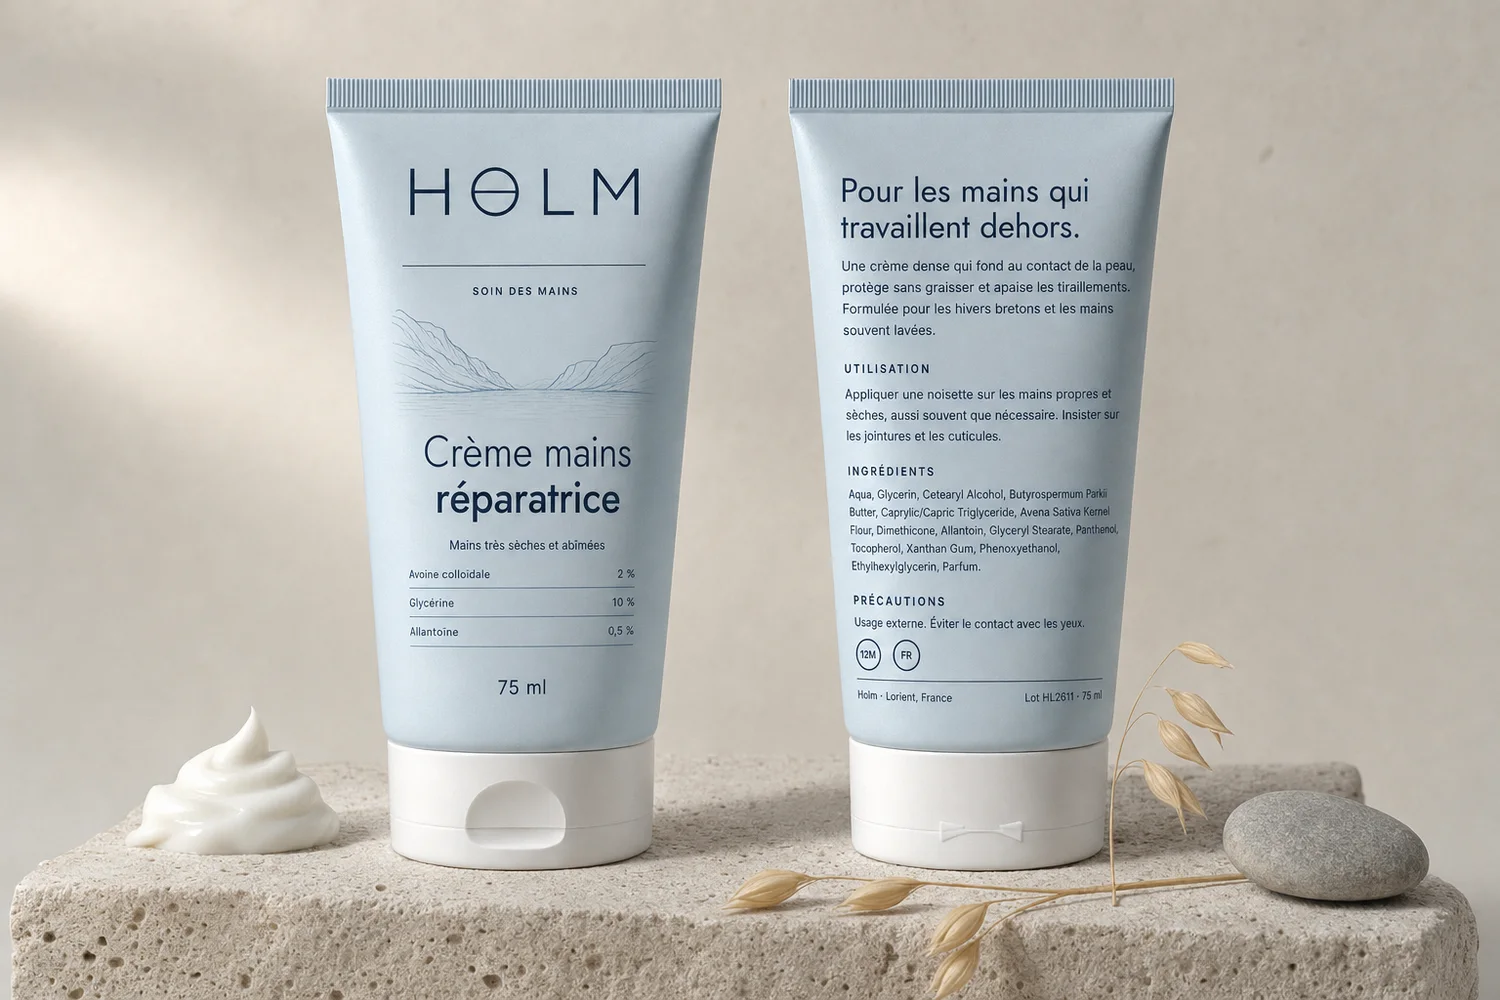 HOLM
SOIN DES MAINS
Crème mains
réparatrice
Mains très sèches et abîmées
Avoine colloïdale 2 %
Glycérine 10 %
Allantoïne 0,5 %
75 ml
Pour les mains qui
travaillent dehors.
Une crème dense qui fond au contact de la peau,
protège sans graisser et apaise les tiraillements.
Formulée pour les hivers bretons et les mains
souvent lavées.
UTILISATION
Appliquer une noisette sur les mains propres et
sèches, aussi souvent que nécessaire. Insister sur
les jointures et les cuticules.
INGRÉDIENTS
Aqua, Glycerin, Cetearyl Alcohol, Butyrospermum Parkii
Butter, Caprylic/Capric Triglyceride, Avena Sativa Kernel
Flour, Dimethicone, Allantoin, Glyceryl Stearate, Panthenol,
Tocopherol, Xanthan Gum, Phenoxyethanol,
Ethylhexylglycerin, Parfum.
PRÉCAUTIONS
Usage externe. Éviter le contact avec les yeux.
12M FR
Holm · Lorient, France Lot HL2611 · 75 ml